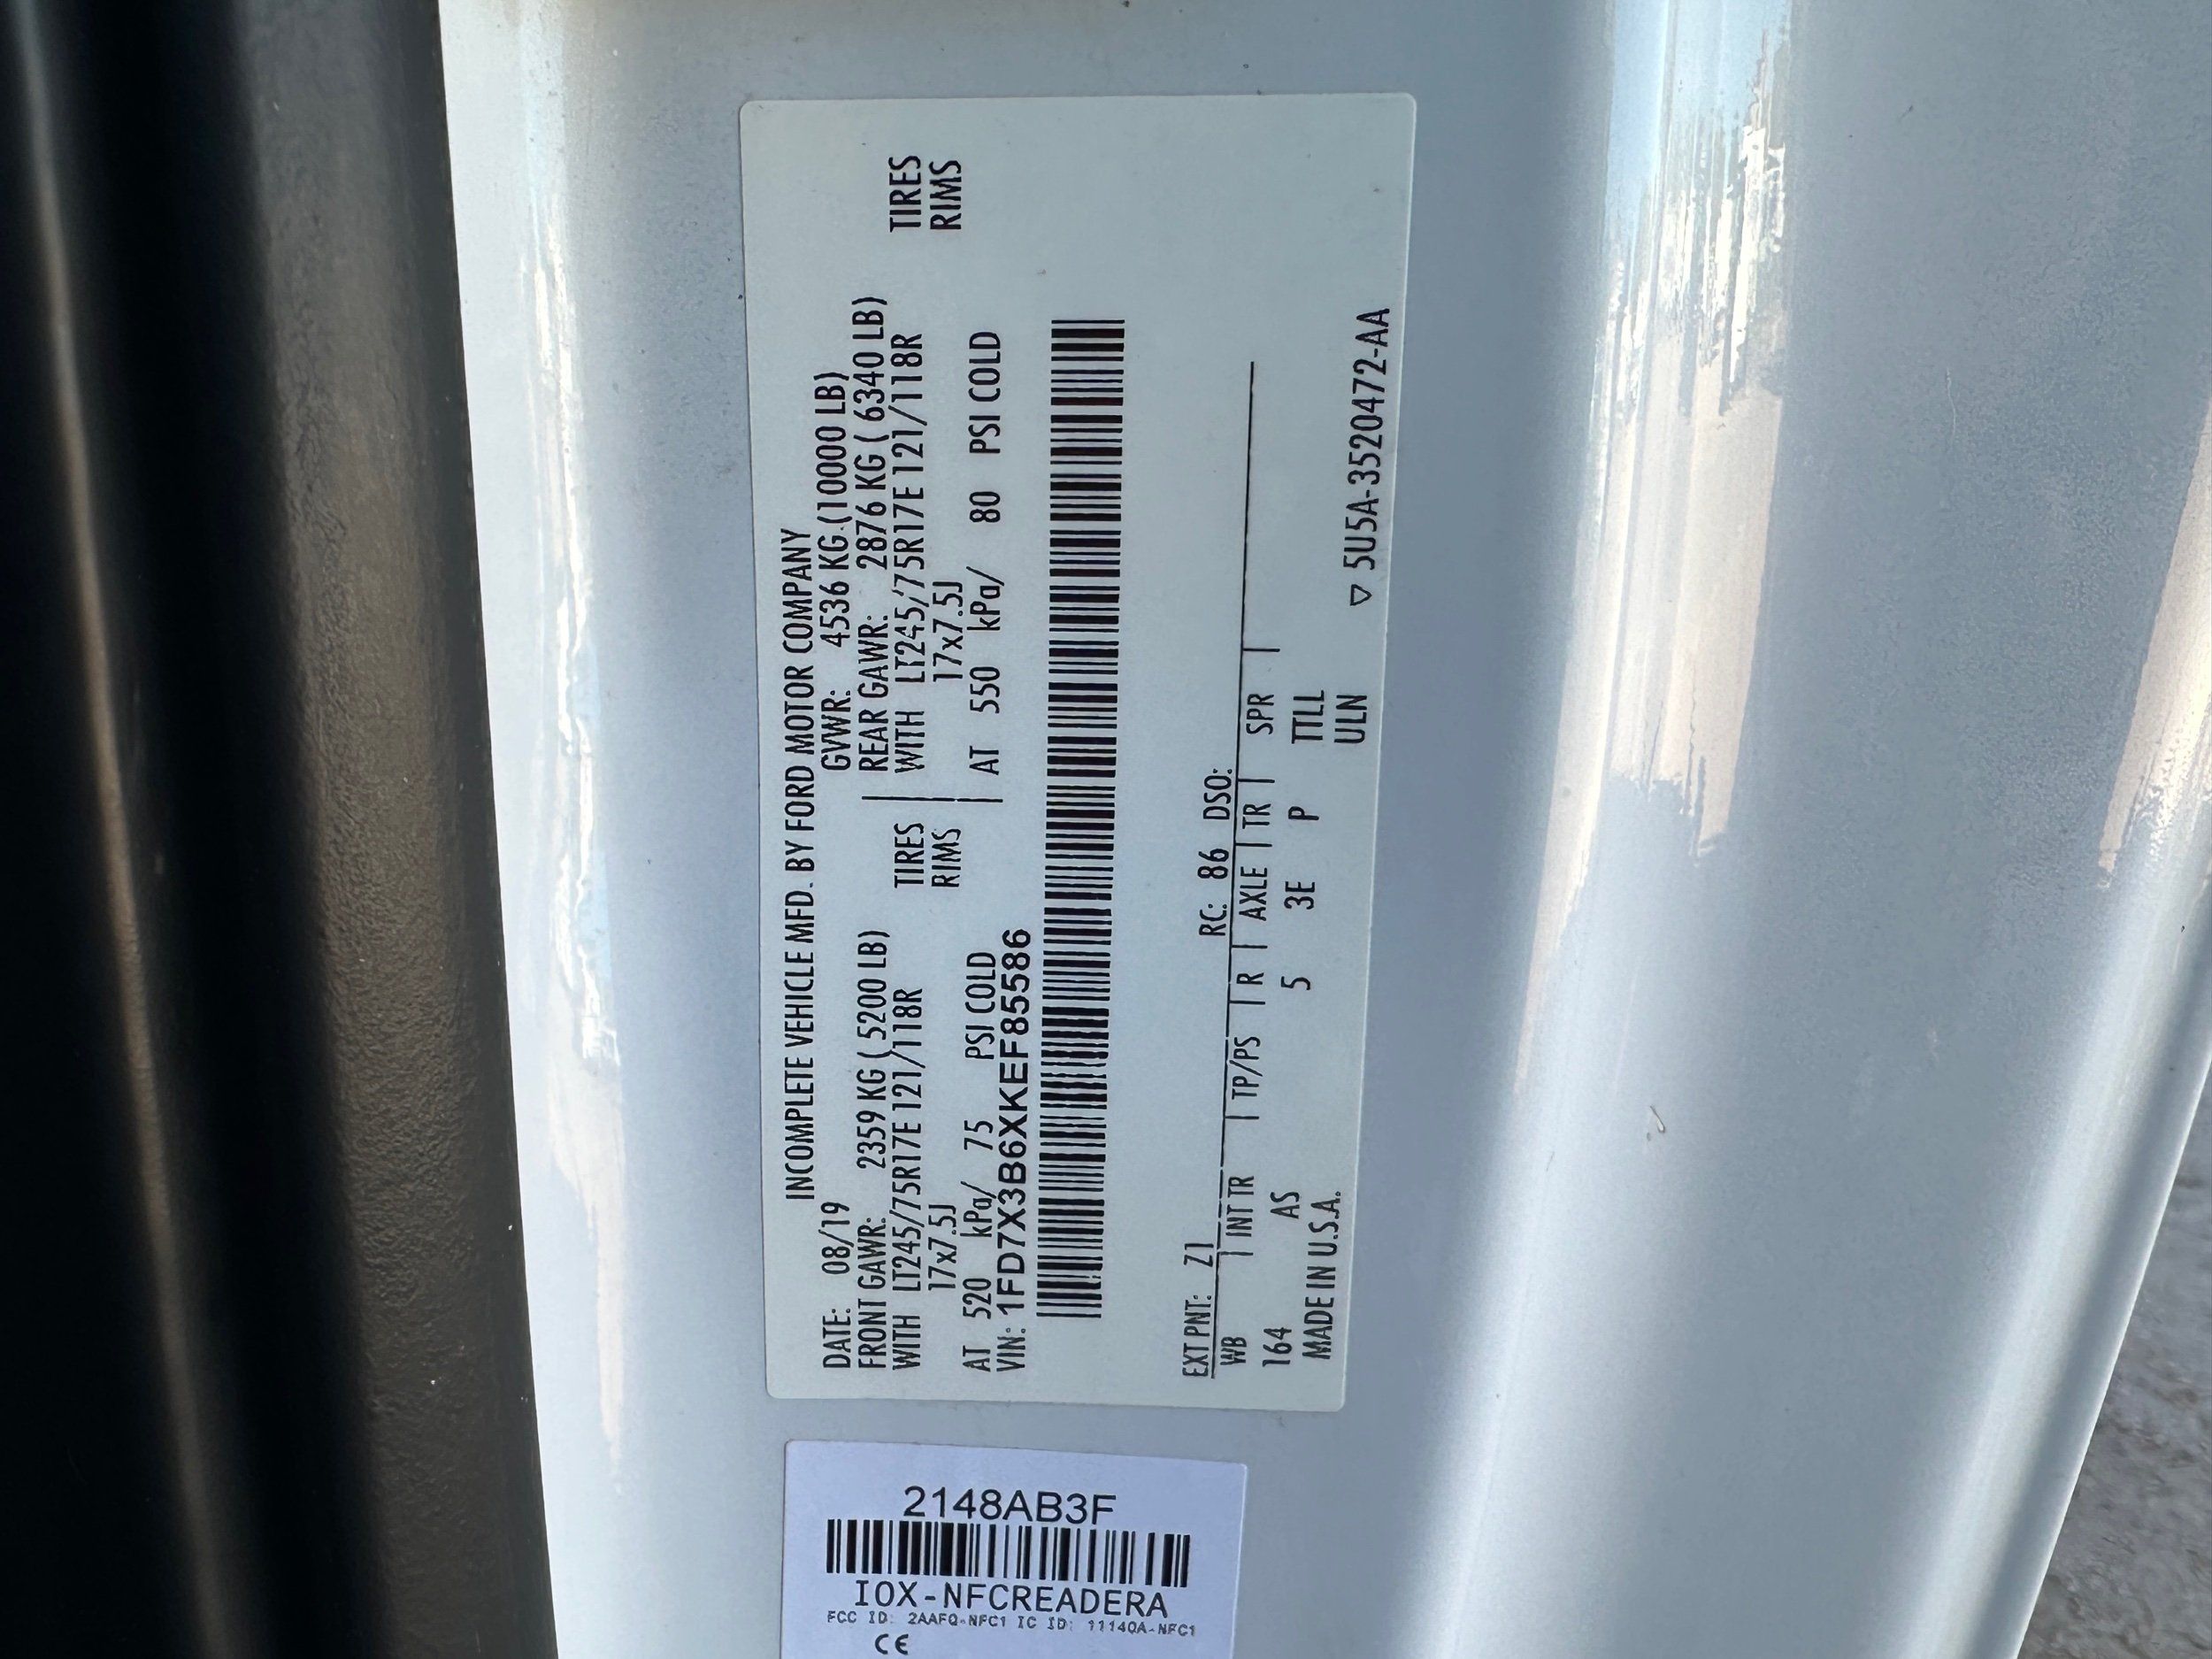 INCOMPLETE VEHICLE MFD. BY FORD MOTOR COMPANY
DATE: 08/19 GVWR: 4536 KG (10000 LB)
FRONT GAWR: 2359 KG ( 5200 LB) REAR GAWR: 2876 KG ( 6340 LB)
WITH LT245/75R17E 121/118R TIRES WITH LT245/75R17E 121/118R TIRES
17x7.5J RIMS 17x7.5J RIMS
AT 520 kPa/ 75 PSI COLD AT 550 kPa/ 80 PSI COLD
VIN: 1FD7X3B6XKEF85586
EXT PNT: Z1 RC: 86 DSO:
WB INT TR TP/PS R AXLE TR SPR
164 AS 5 3E P TTLL
MADE IN U.S.A. ULN
▽ 5U5A-3520472-AA
2148AB3F
IOX-NFCREADERA
FCC ID: 2AAFQ-NFC1 IC ID: 11140A-NFC1
CE